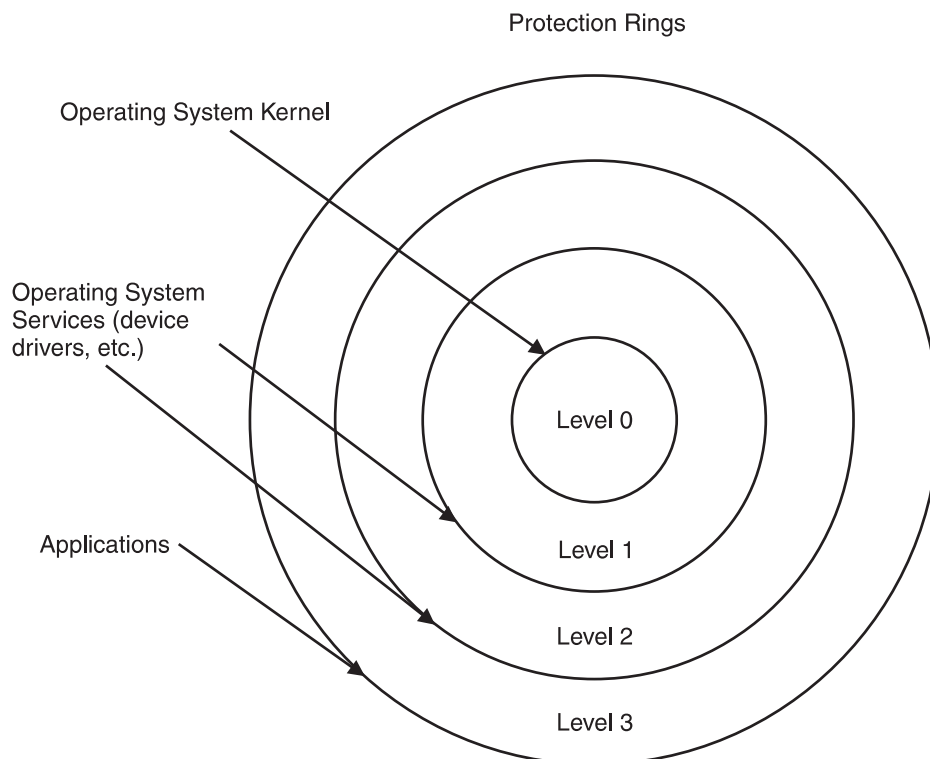 Protection Rings
Operating System Kernel
Operating System
Services (device
drivers, etc.)
Applications
Level 0
Level 1
Level 2
Level 3